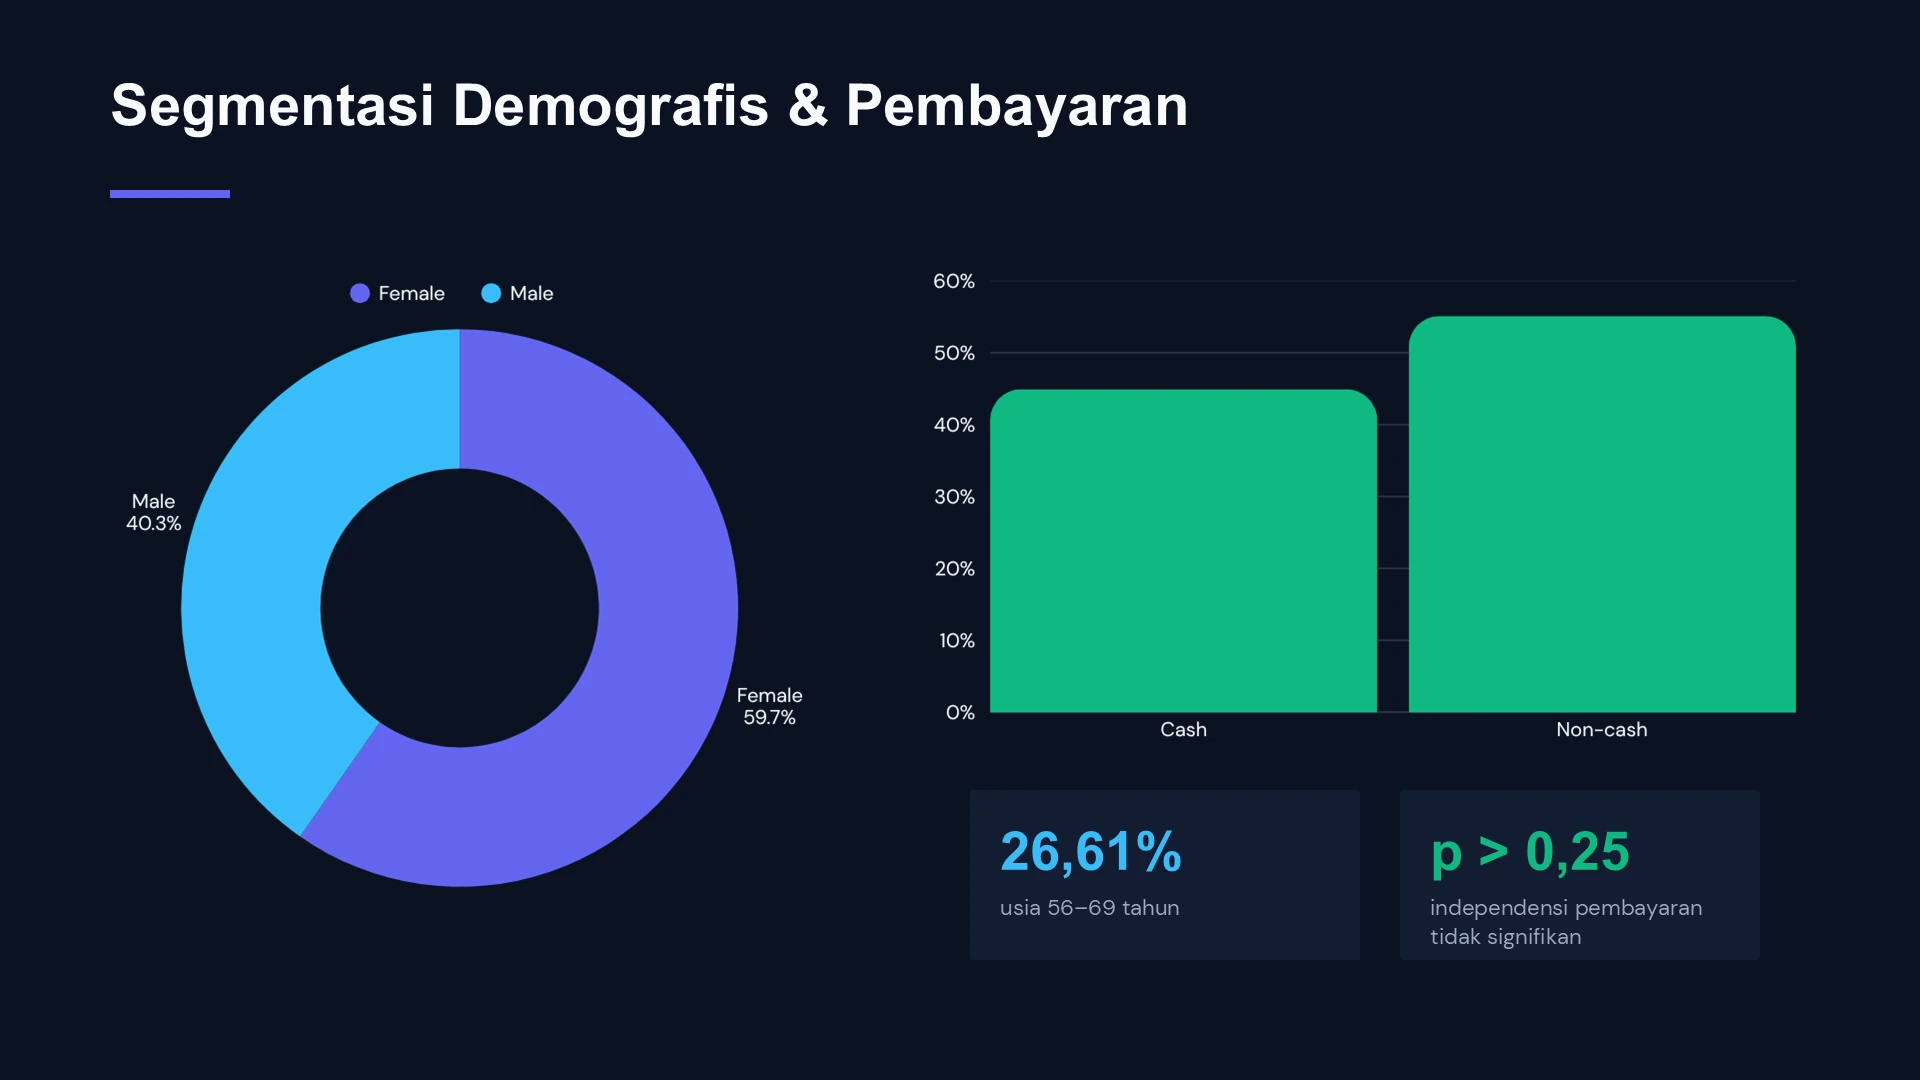 Segmentasi Demografis & Pembayaran
Female
Male
Male
40.3%
Female
59.7%
60%
50%
40%
30%
20%
10%
0%
Cash
Non-cash
26,61%
usia 56–69 tahun
p > 0,25
independensi pembayaran
tidak signifikan